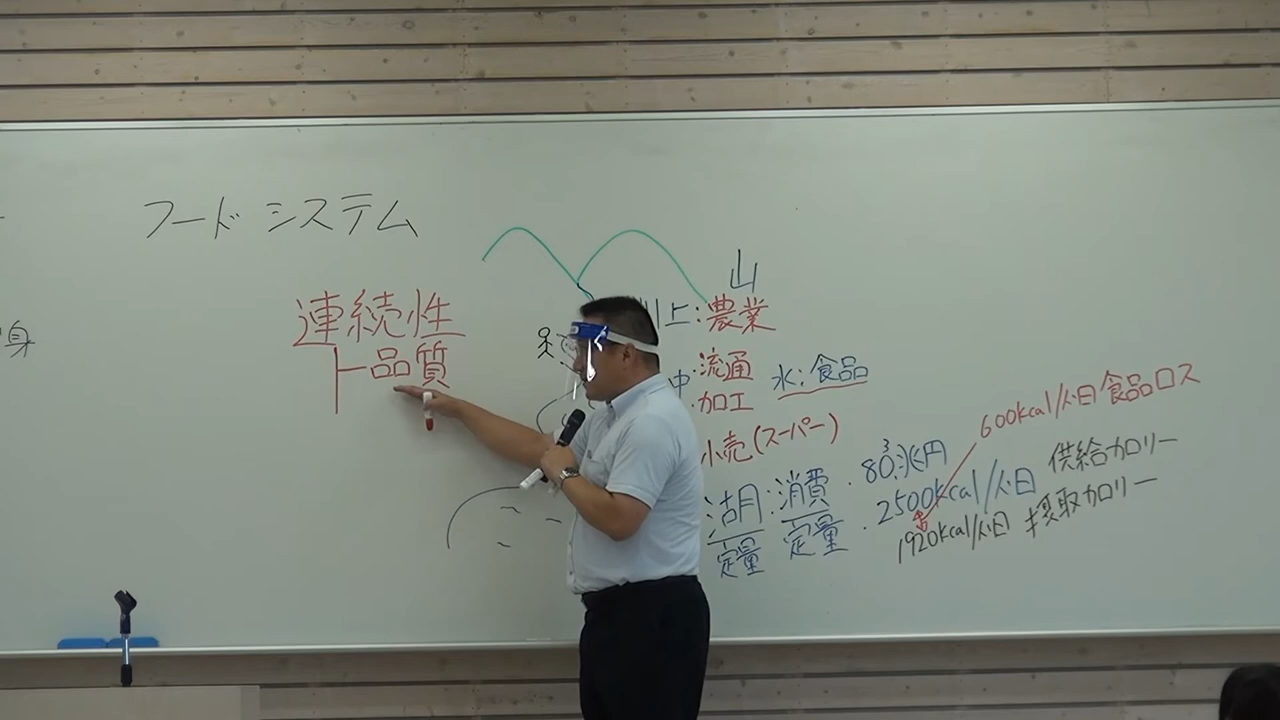 フードシステム
身
連続性
品質
山
川上:農業
中・流通
加工
水:食品
小売(スーパー)
湖:消費
定量 定量
・80.3兆円
・2500kcal/人日 供給カロリー
1920kcal/人日 摂取カロリー
600kcal/人日 食品ロス